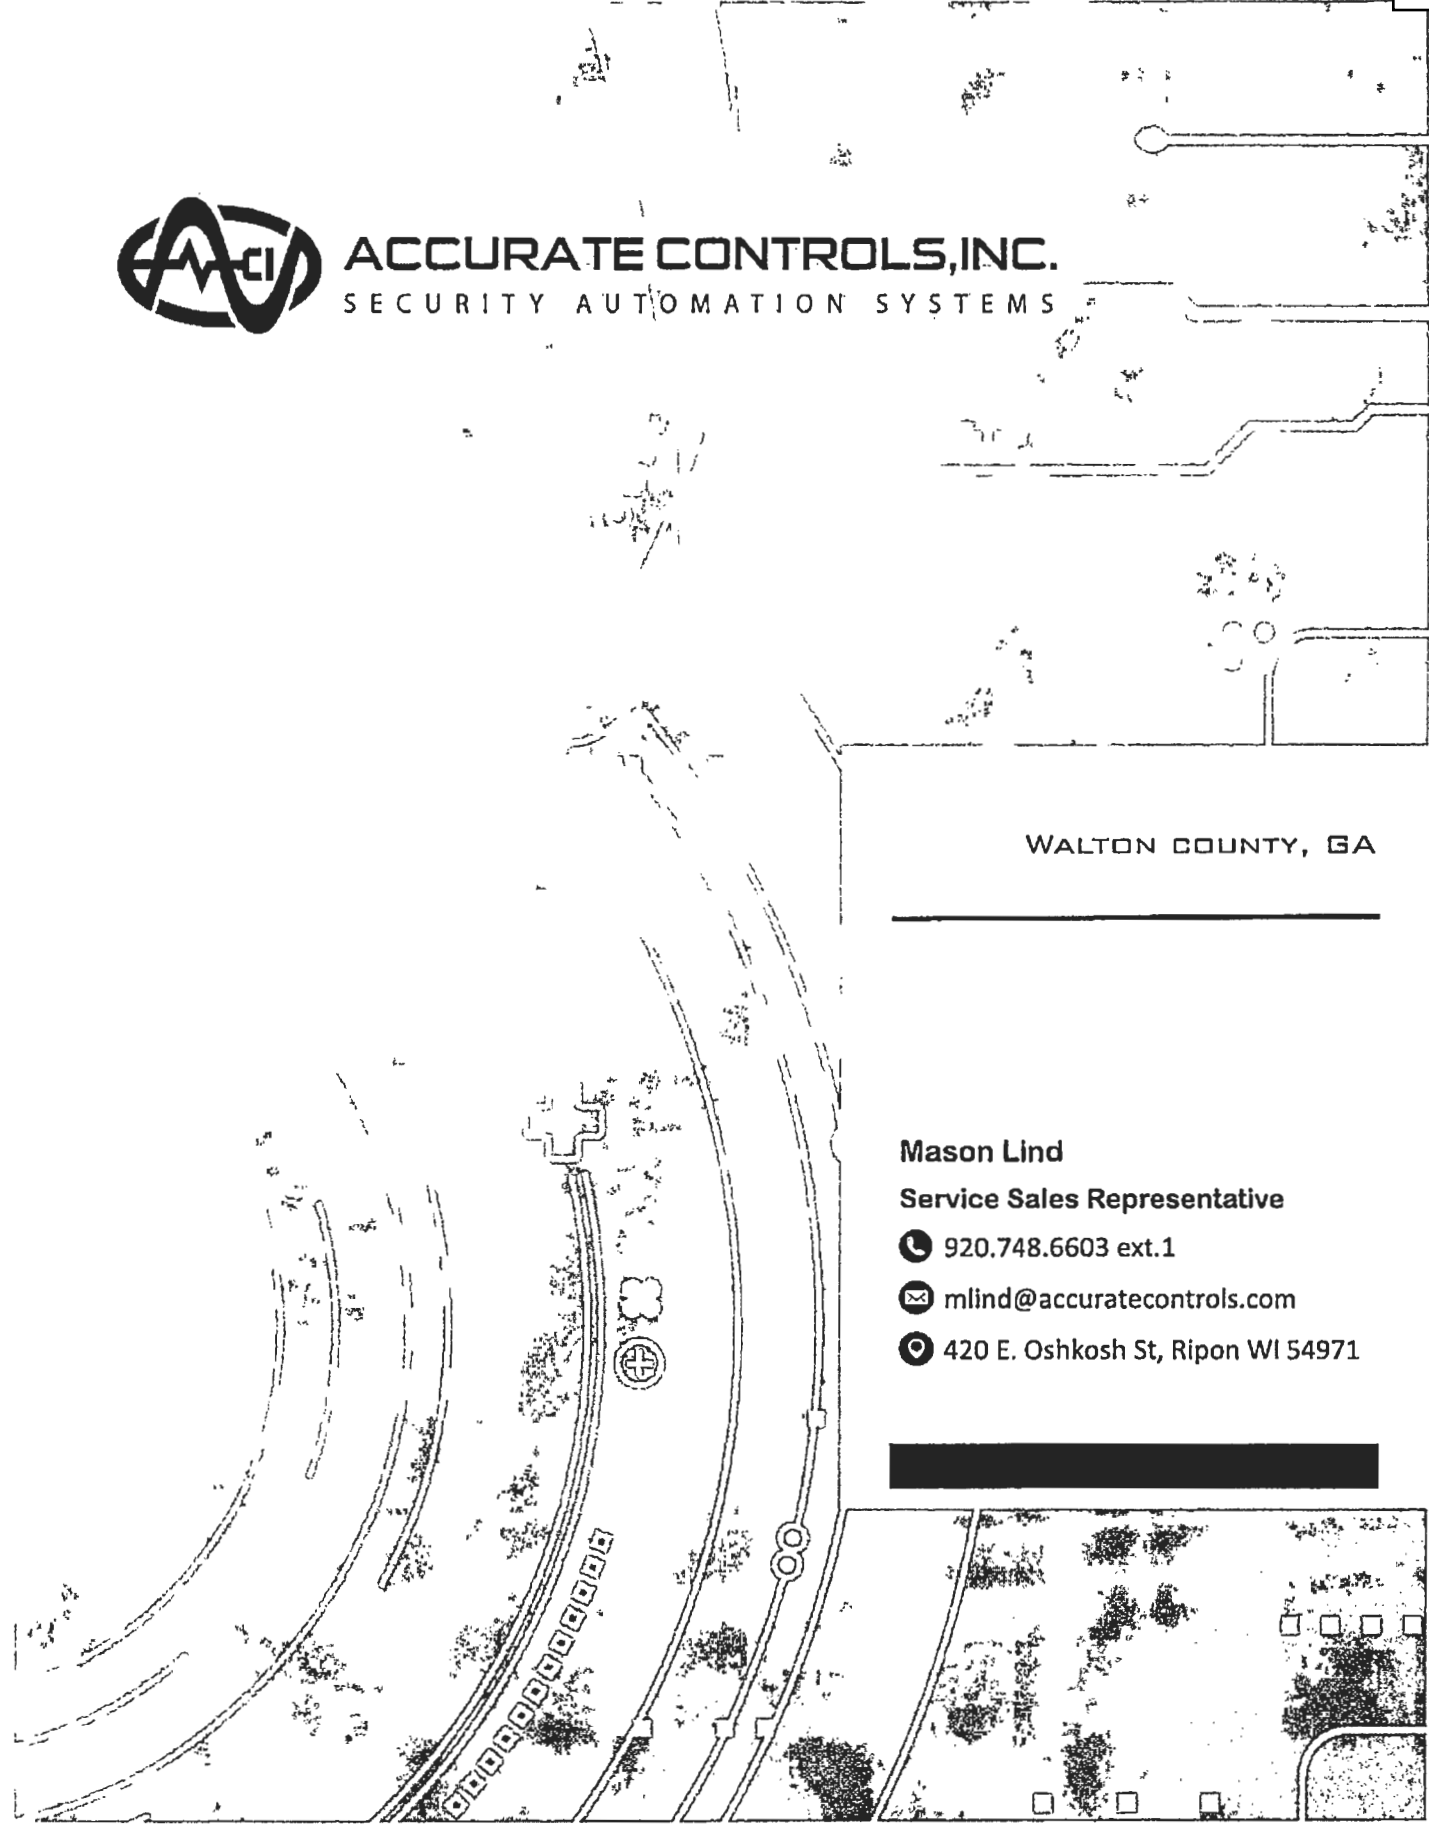 ACI
ACCURATE CONTROLS, INC.
SECURITY AUTOMATION SYSTEMS
WALTON COUNTY, GA
Mason Lind
Service Sales Representative
920.748.6603 ext.1
mlind@accuratecontrols.com
420 E. Oshkosh St, Ripon WI 54971